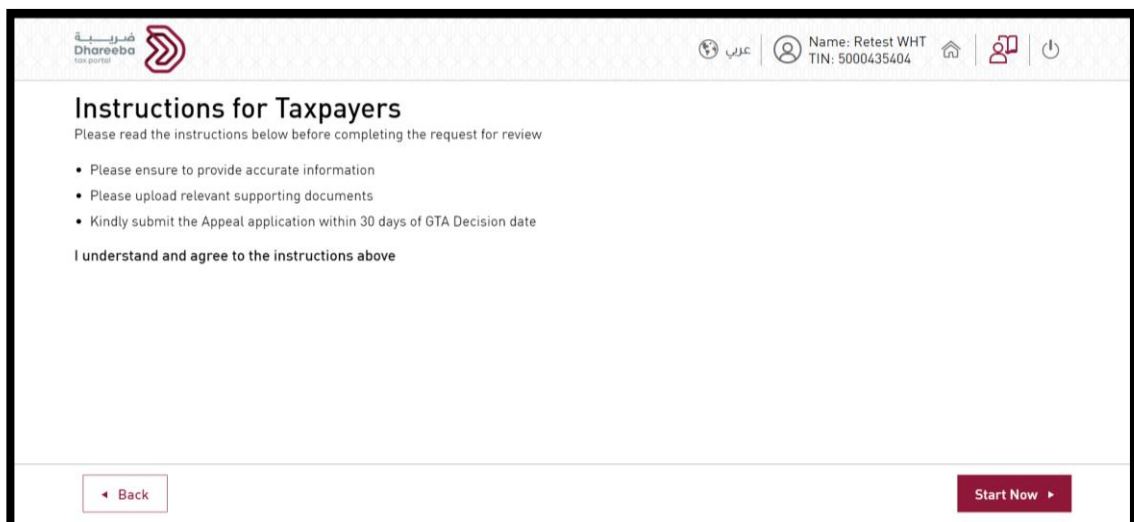 ضريبة
Dhareeba
tax portal
عربي
Name: Retest WHT
TIN: 5000435404
Instructions for Taxpayers
Please read the instructions below before completing the request for review
• Please ensure to provide accurate information
• Please upload relevant supporting documents
• Kindly submit the Appeal application within 30 days of GTA Decision date
I understand and agree to the instructions above
Back
Start Now